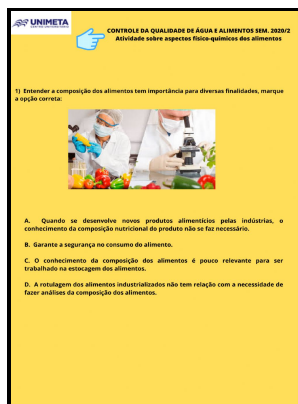 UNIMETA
CENTRO UNIVERSITÁRIO
CONTROLE DA QUALIDADE DE ÁGUA E ALIMENTOS SEM. 2020/2
Atividade sobre aspectos físico-químicos dos alimentos
1) Entender a composição dos alimentos tem importância para diversas finalidades, marque
a opção correta:
A. Quando se desenvolve novos produtos alimentícios pelas indústrias, o
conhecimento da composição nutricional do produto não se faz necessário.
B. Garante a segurança no consumo do alimento.
C. O conhecimento da composição dos alimentos é pouco relevante para ser
trabalhado na estocagem dos alimentos.
D. A rotulagem dos alimentos industrializados não tem relação com a necessidade de
fazer análises da composição dos alimentos.